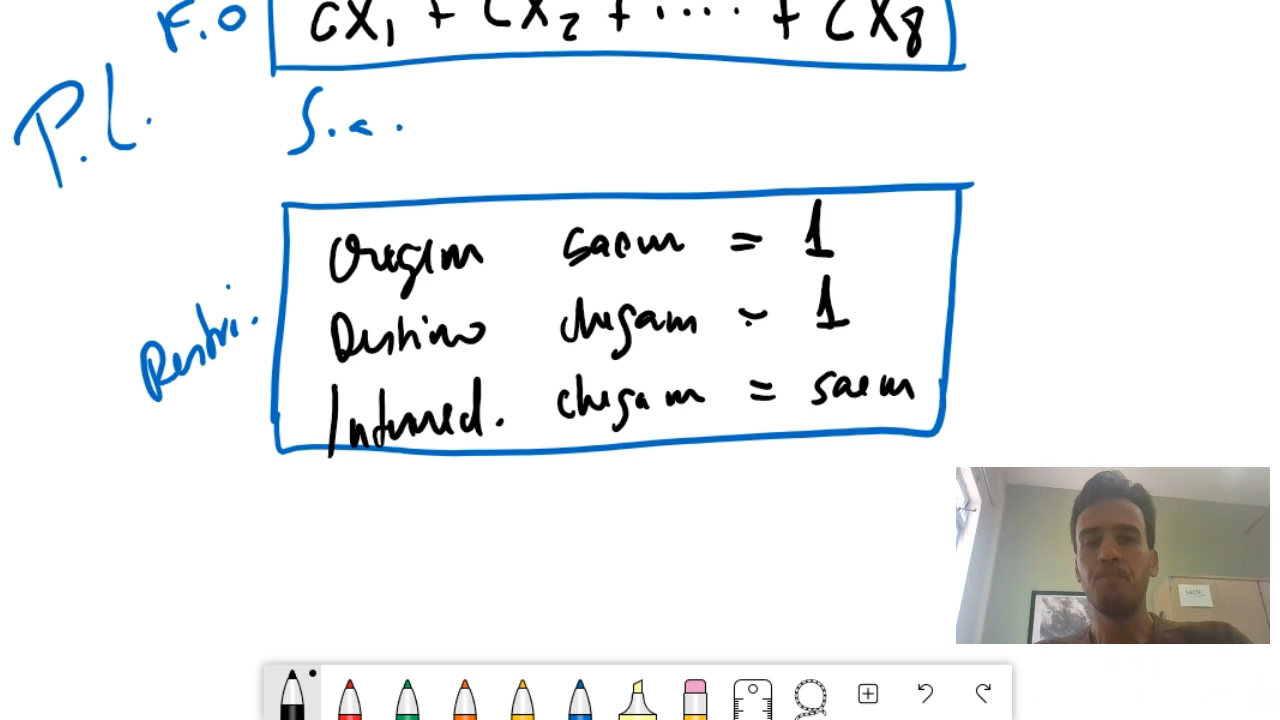 F.O CX1 + CX2 + .... + CX8
P.L. S.a.
Restri.
Origem saem = 1
Destino chegam = 1
Intermed. chegam = saem